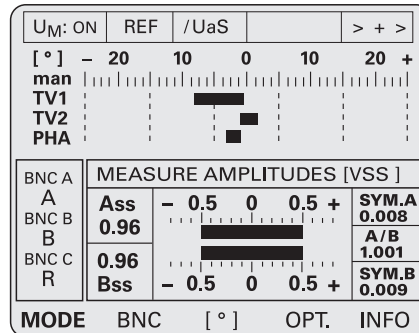 UM: ON REF /UaS > + >
[°] – 20 10 0 10 20 +
man
TV1
TV2
PHA
BNC A
A
BNC B
B
BNC C
R
MEASURE AMPLITUDES [VSS ]
Ass
0.96
– 0.5 0 0.5 +
0.96
Bss
– 0.5 0 0.5 +
SYM.A
0.008
A/B
1.001
SYM.B
0.009
MODE BNC [°] OPT. INFO